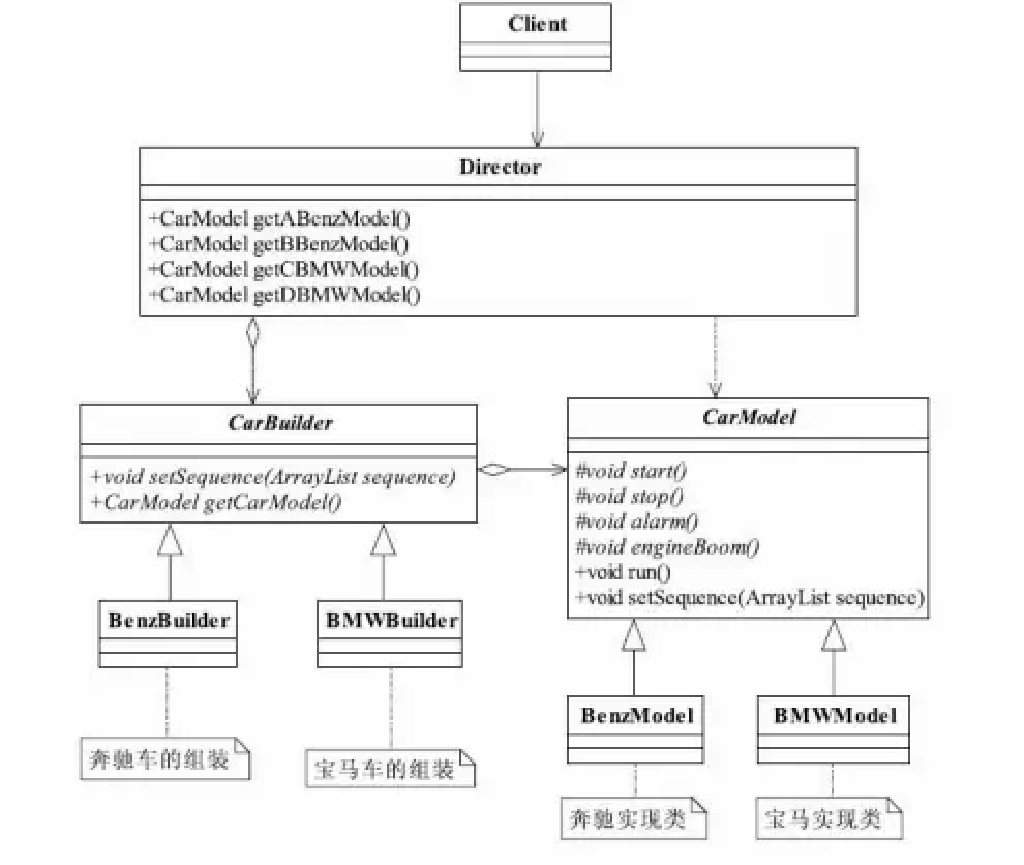 Client
Director
+CarModel getABenzModel()
+CarModel getBBenzModel()
+CarModel getCBMWModel()
+CarModel getDBMWModel()
CarBuilder
+void setSequence(ArrayList sequence)
+CarModel getCarModel()
CarModel
#void start()
#void stop()
#void alarm()
#void engineBoom()
+void run()
+void setSequence(ArrayList sequence)
BenzBuilder
BMWBuilder
BenzModel
BMWModel
奔驰车的组装
宝马车的组装
奔驰实现类
宝马实现类